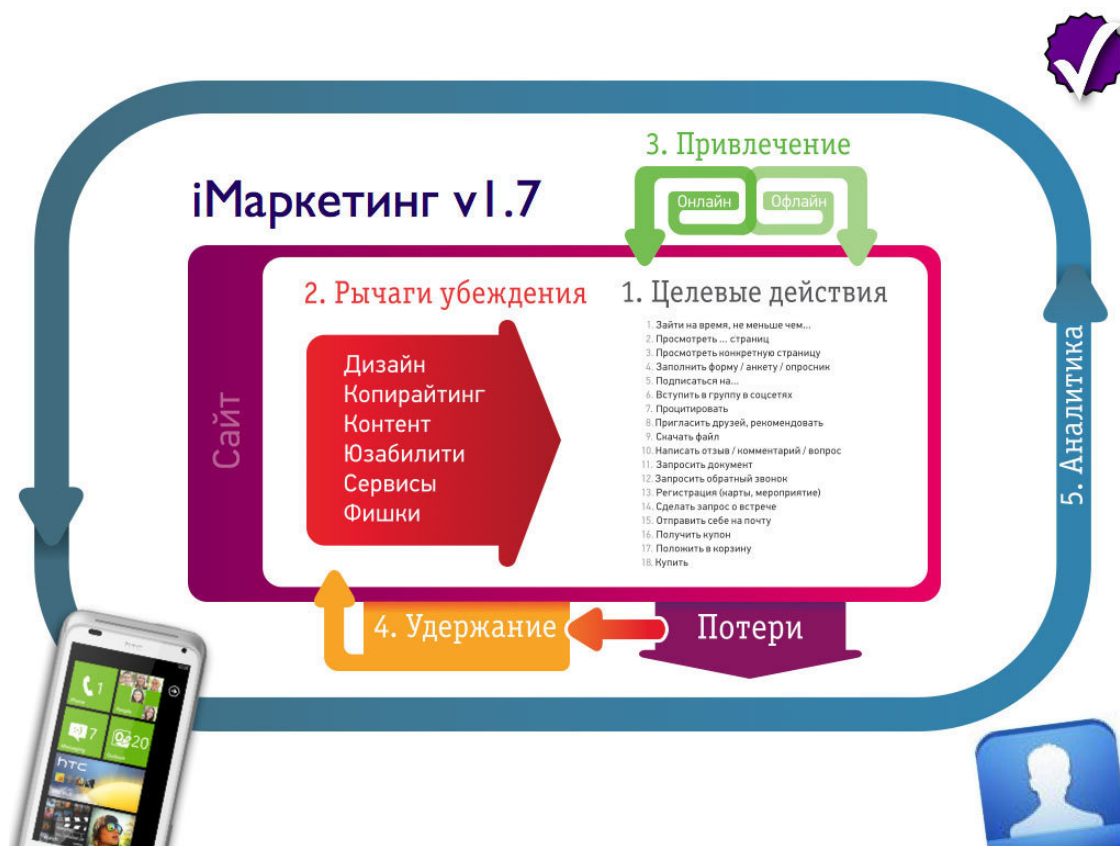 3. Привлечение
Онлайн
Офлайн
iМаркетинг v1.7
Сайт
2. Рычаги убеждения
Дизайн
Копирайтинг
Контент
Юзабилити
Сервисы
Фишки
1. Целевые действия
1. Зайти на время, не меньше чем...
2. Просмотреть ... страниц
3. Просмотреть конкретную страницу
4. Заполнить форму / анкету / опросник
5. Подписаться на...
6. Вступить в группу в соцсетях
7. Процитировать
8. Пригласить друзей, рекомендовать
9. Скачать файл
10. Написать отзыв / комментарий / вопрос
11. Запросить документ
12. Запросить обратный звонок
13. Регистрация (карты, мероприятие)
14. Сделать запрос о встрече
15. Отправить себе на почту
16. Получить купон
17. Положить в корзину
18. Купить
5. Аналитика
4. Удержание
Потери
1
7
20
hTC